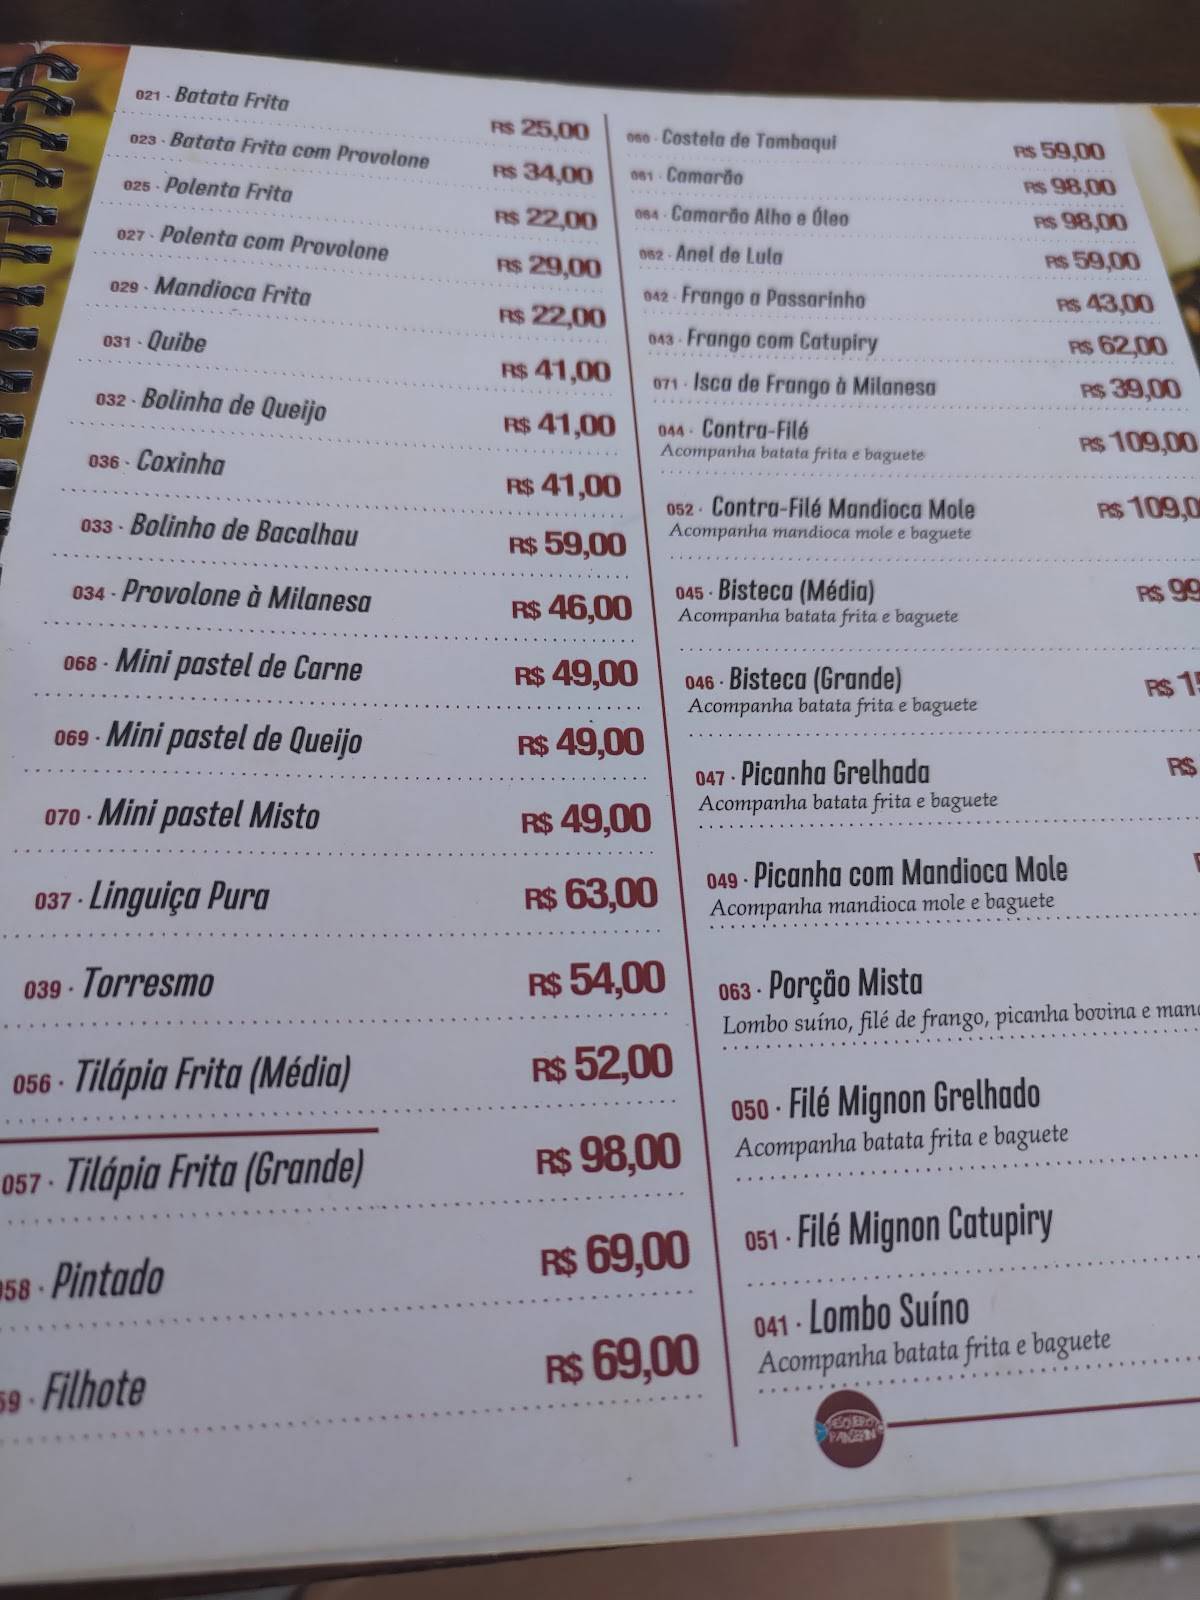 021 · Batata Frita R$ 25,00
023 · Batata Frita com Provolone R$ 34,00
025 · Polenta Frita R$ 22,00
027 · Polenta com Provolone R$ 29,00
029 · Mandioca Frita R$ 22,00
031 · Quibe R$ 41,00
032 · Bolinha de Queijo R$ 41,00
036 · Coxinha R$ 41,00
033 · Bolinho de Bacalhau R$ 59,00
034 · Provolone à Milanesa R$ 46,00
068 · Mini pastel de Carne R$ 49,00
069 · Mini pastel de Queijo R$ 49,00
070 · Mini pastel Misto R$ 49,00
037 · Linguiça Pura R$ 63,00
039 · Torresmo R$ 54,00
056 · Tilápia Frita (Média) R$ 52,00
057 · Tilápia Frita (Grande) R$ 98,00
058 · Pintado R$ 69,00
59 · Filhote R$ 69,00
060 · Costela de Tambaqui R$ 59,00
061 · Camarão R$ 98,00
064 · Camarão Alho e Óleo R$ 98,00
062 · Anel de Lula R$ 59,00
042 · Frango a Passarinho R$ 43,00
043 · Frango com Catupiry R$ 62,00
071 · Isca de Frango à Milanesa R$ 39,00
044 · Contra-Filé R$ 109,00
Acompanha batata frita e baguete
052 · Contra-Filé Mandioca Mole R$ 109,0
Acompanha mandioca mole e baguete
045 · Bisteca (Média) R$ 99
Acompanha batata frita e baguete
046 · Bisteca (Grande) R$ 15
Acompanha batata frita e baguete
047 · Picanha Grelhada R$
Acompanha batata frita e baguete
049 · Picanha com Mandioca Mole
Acompanha mandioca mole e baguete
063 · Porção Mista
Lombo suíno, filé de frango, picanha bovina e mand
050 · Filé Mignon Grelhado
Acompanha batata frita e baguete
051 · Filé Mignon Catupiry
041 · Lombo Suíno
Acompanha batata frita e baguete